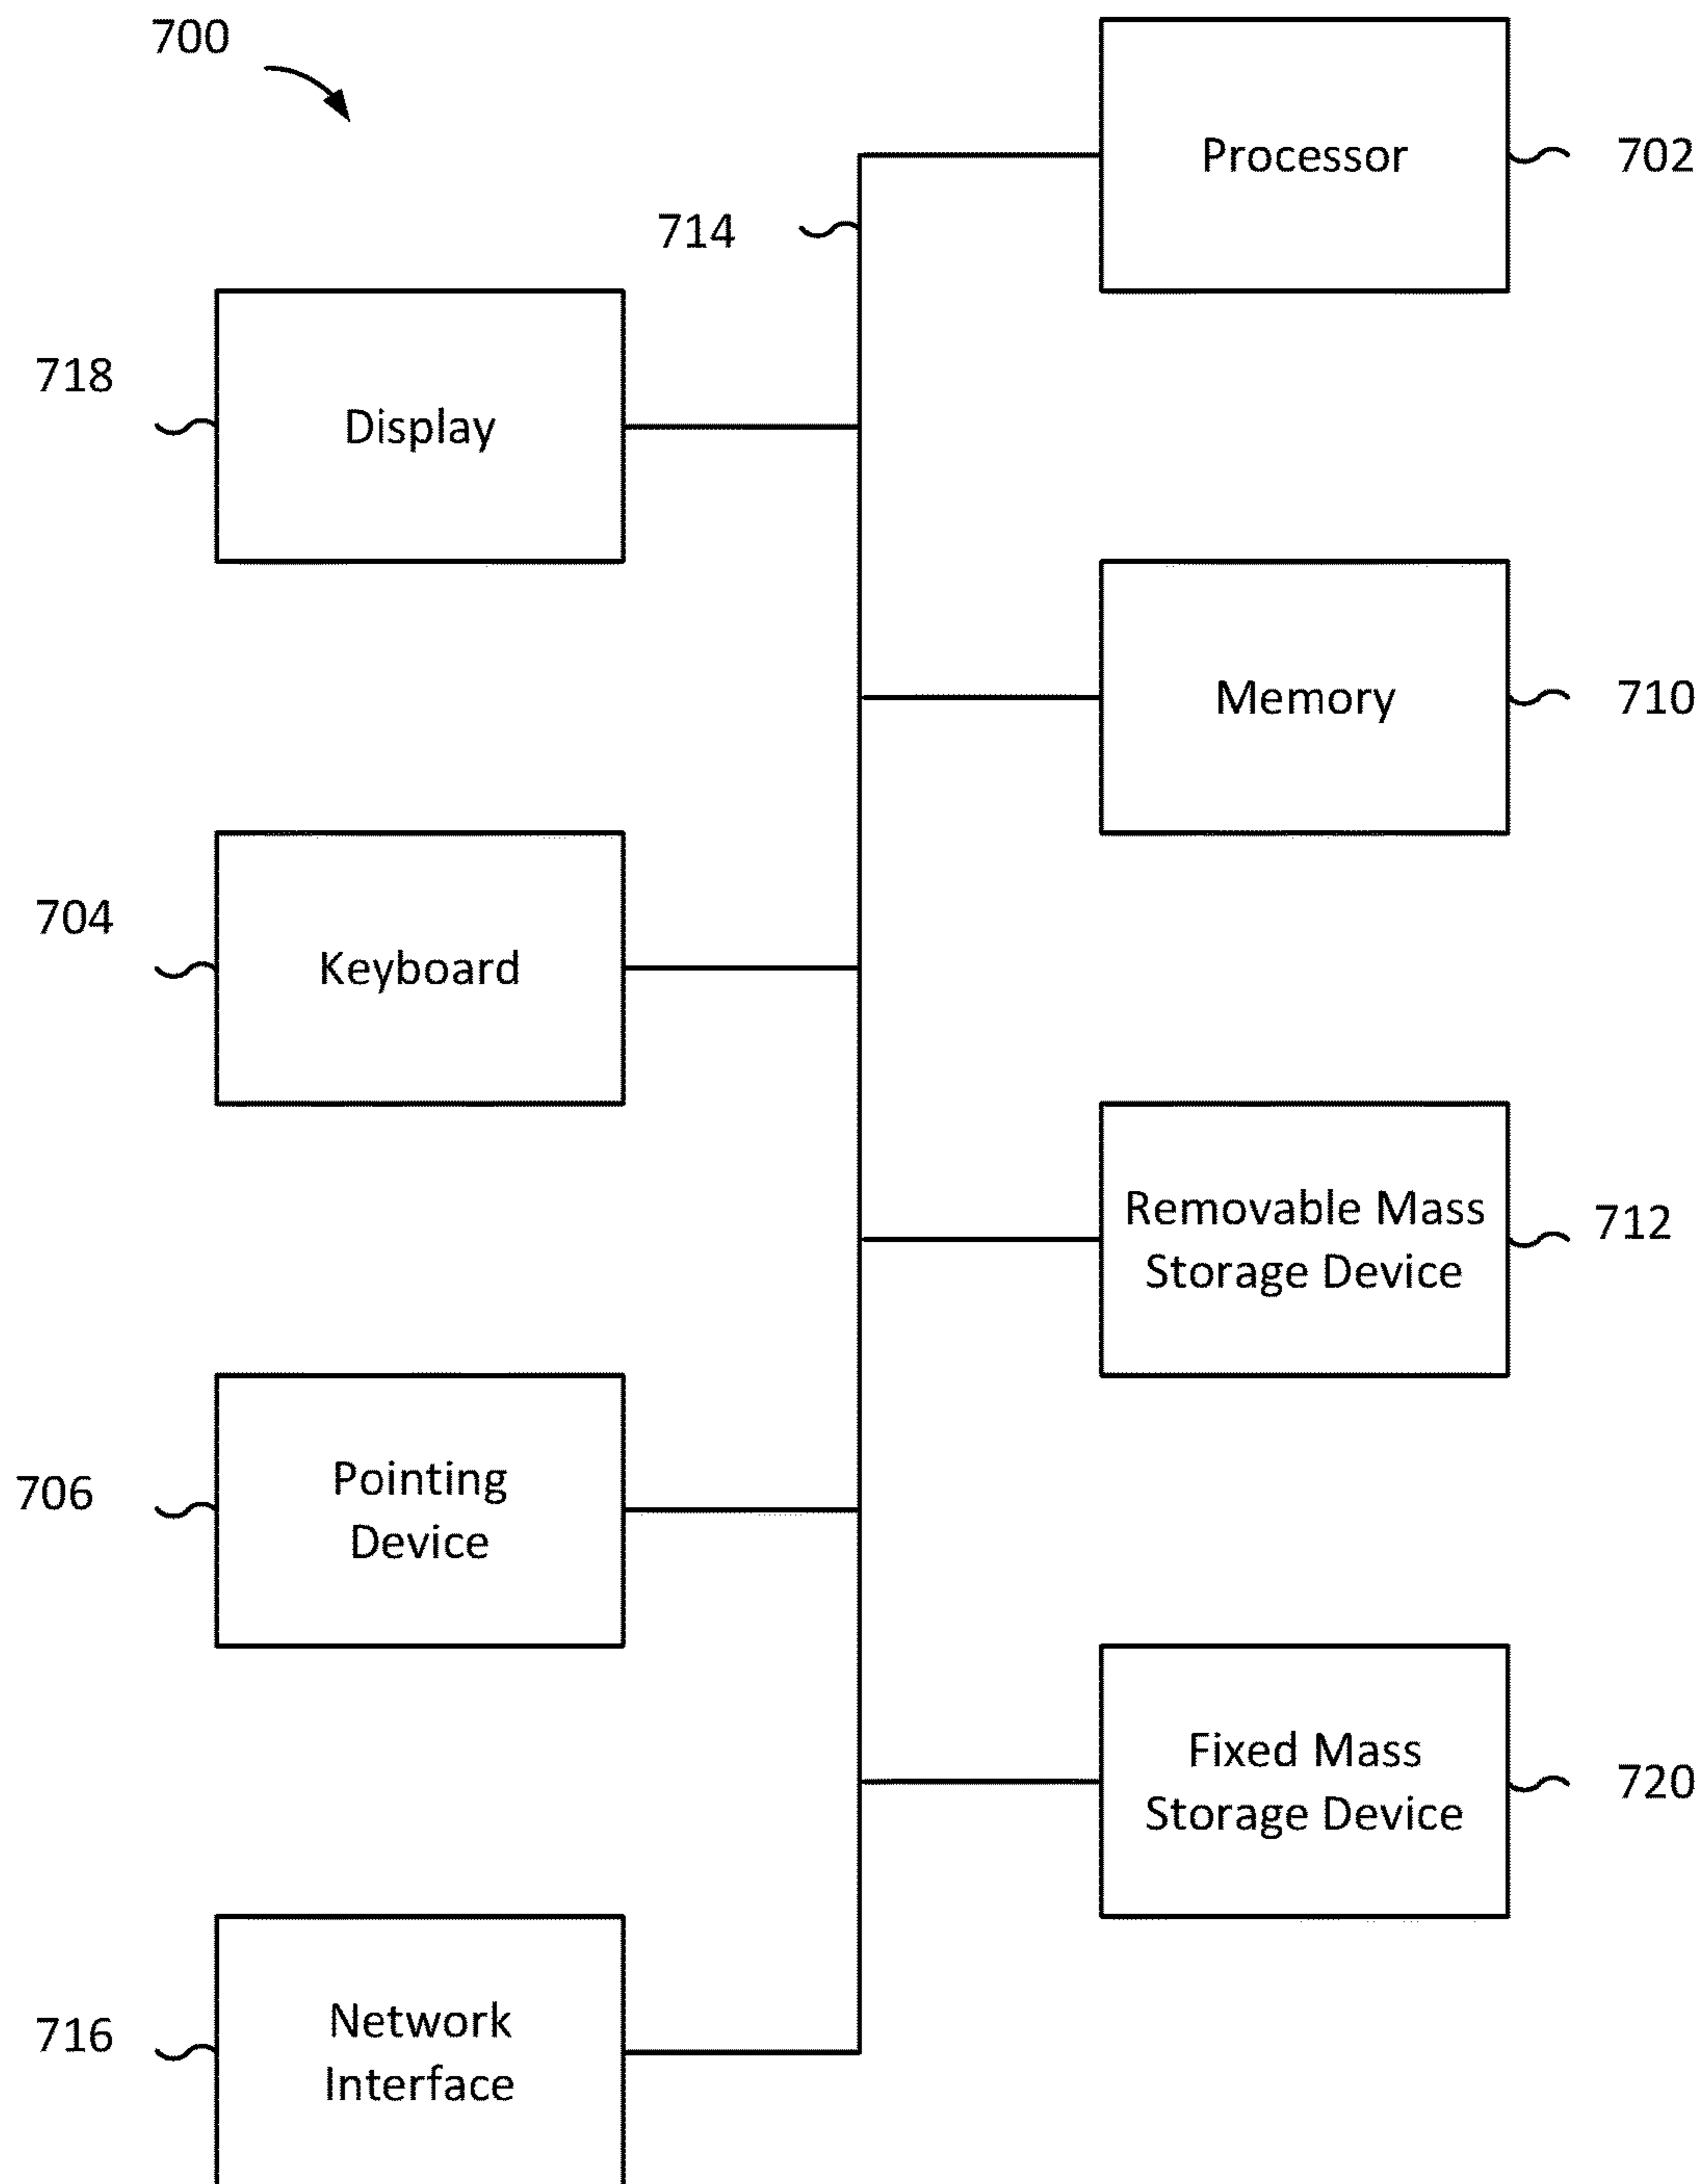 700
Processor
702
714
718
Display
Memory
710
704
Keyboard
Removable Mass
Storage Device
712
706
Pointing
Device
Fixed Mass
Storage Device
720
716
Network
Interface